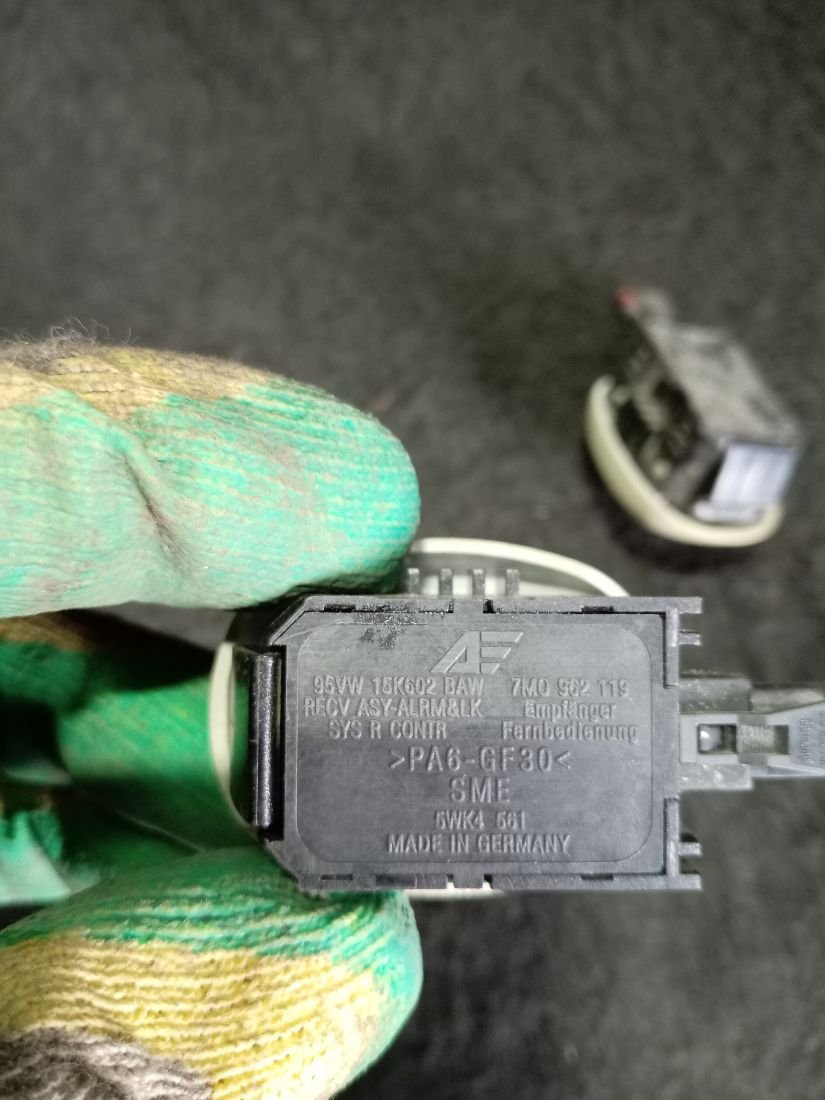 AF
95VW 15K602 BAW 7M0 962 119
RECV ASY-ALRM&LK Empfänger
SYS R CONTR Fernbedienung
>PA6-GF30<
SME
5WK4 561
MADE IN GERMANY